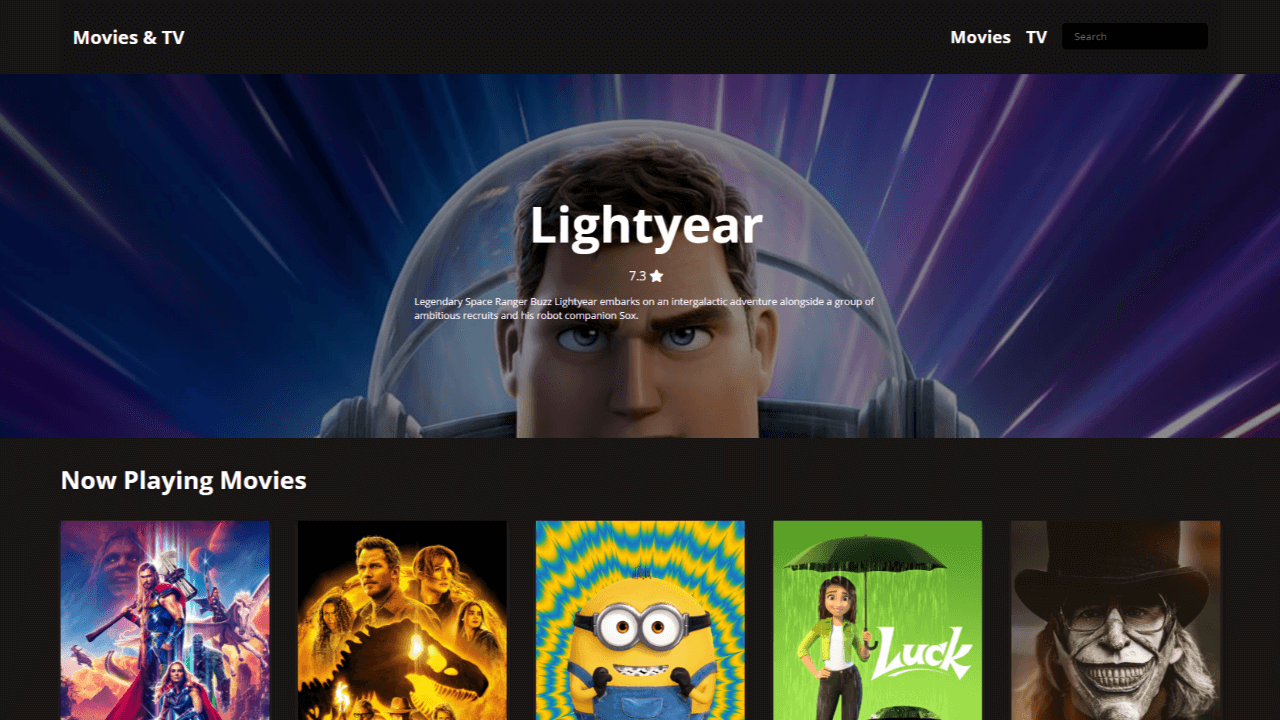 Movies & TV
Movies TV Search
Lightyear
7.3
Legendary Space Ranger Buzz Lightyear embarks on an intergalactic adventure alongside a group of
ambitious recruits and his robot companion Sox.
Now Playing Movies
Luck